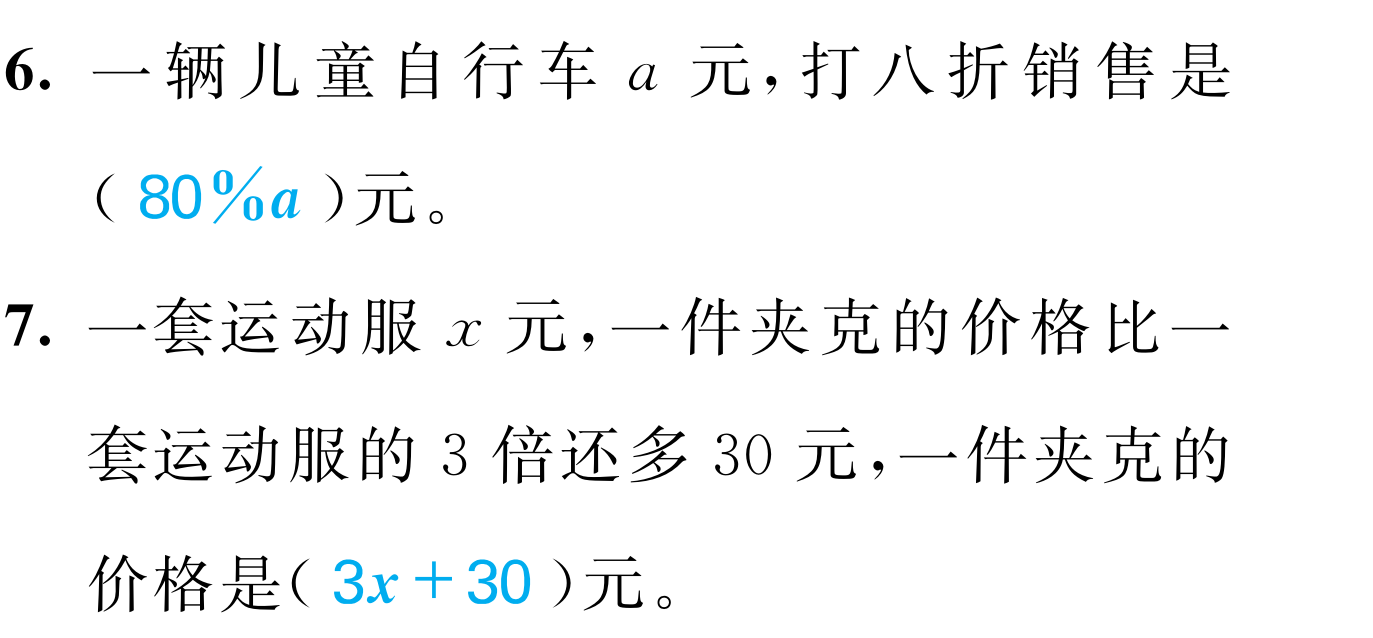 6. 一辆儿童自行车 a 元,打八折销售是
( 80%a )元。
7. 一套运动服 x 元,一件夹克的价格比一
套运动服的 3 倍还多 30 元,一件夹克的
价格是( 3x+30 )元。